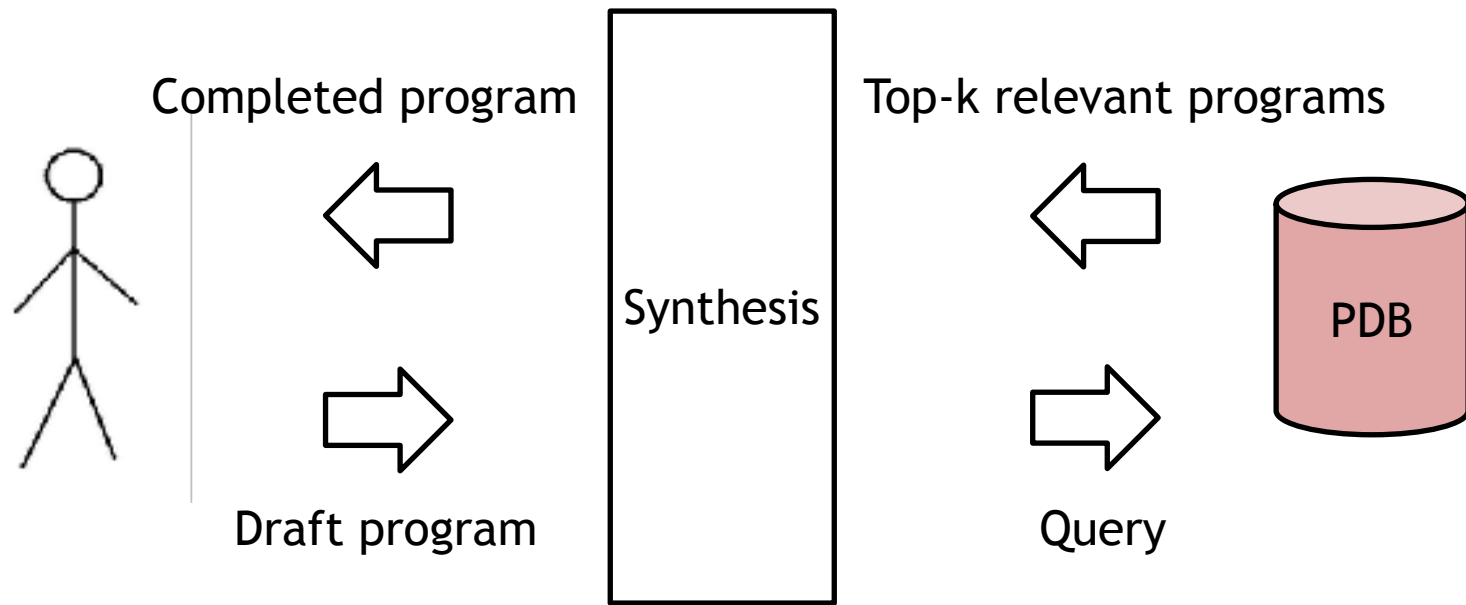 Completed program
Top-k relevant programs
Synthesis
PDB
Draft program
Query